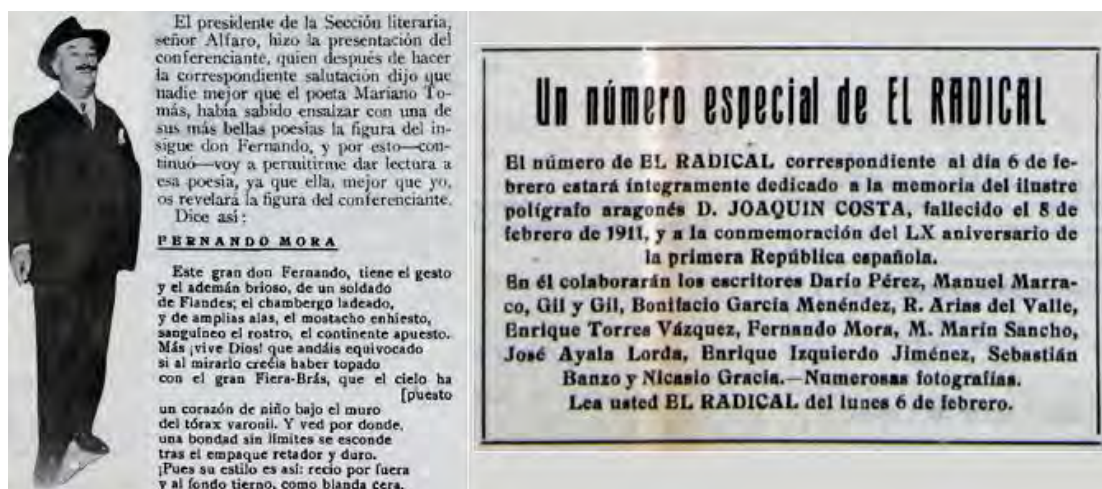 El presidente de la Sección literaria,
señor Alfaro, hizo la presentación del
conferenciante, quien después de hacer
la correspondiente salutación dijo que
nadie mejor que el poeta Mariano To-
más, había sabido ensalzar con una de
sus más bellas poesías la figura del in-
sigue don Fernando, y por esto—con-
tinuó—voy a permitirme dar lectura a
esa poesía, ya que ella, mejor que yo,
os revelará la figura del conferenciante.
Dice así:
FERNANDO MORA
Este gran don Fernando, tiene el gesto
y el ademán brioso, de un soldado
de Flandes; el chambergo ladeado,
y de amplias alas, el mostacho enhiesto,
sanguíneo el rostro, el continente apuesto.
Más ¡vive Dios! que andáis equivocado
si al mirarlo creéis haber topado
con el gran Fiera-Brás, que el cielo ha
[puesto
un corazón de niño bajo el muro
del tórax varonil. Y ved por donde,
una bondad sin límites se esconde
tras el empaque retador y duro.
¡Pues su estilo es así: recio por fuera
y al fondo tierno, como blanda cera.
Un número especial de EL RADICAL
El número de EL RADICAL correspondiente al día 6 de fe-
brero estará íntegramente dedicado a la memoria del ilustre
polígrafo aragonés D. JOAQUIN COSTA, fallecido el 8 de
febrero de 1911, y a la conmemoración del LX aniversario de
la primera República española.
En él colaborarán los escritores Darío Pérez, Manuel Marra-
co, Gil y Gil, Bonifacio García Menéndez, R. Arias del Valle,
Enrique Torres Vázquez, Fernando Mora, M. Marín Sancho,
José Ayala Lorda, Enrique Izquierdo Jiménez, Sebastián
Banzo y Nicasio Gracia.—Numerosas fotografías.
Lea usted EL RADICAL del lunes 6 de febrero.